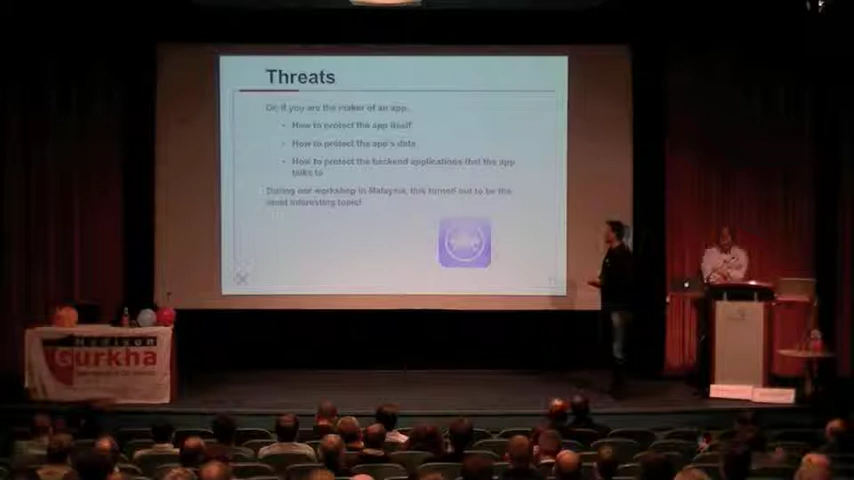 Threats
Or, if you are the maker of an app:
• How to protect the app itself
• How to protect the app's data
• How to protect the backend applications that the app
talks to
During our workshop in Malaysia, this turned out to be the
most interesting topic!
Madison
Gurkha